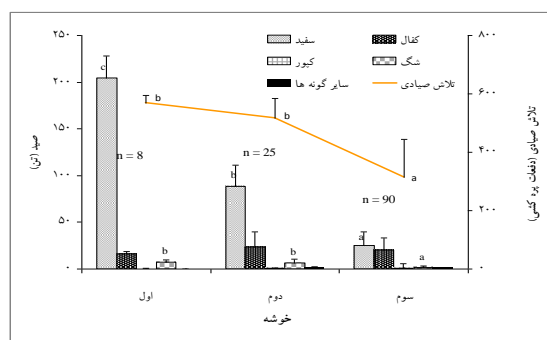 ۲۵۰
۲۰۰
۱۵۰
۱۰۰
۵۰
۰
صید (تن)
۸۰۰
۶۰۰
۴۰۰
۲۰۰
۰
تلاش صیادی (دفعات پره کشی)
سفید
کفال
کیور
شگ
سایر گونه ها
تلاش صیادی
c
b
b
b
a
n = 8
n = 25
n = 90
b
b
a
b
a
اول
دوم
سوم
خوشه